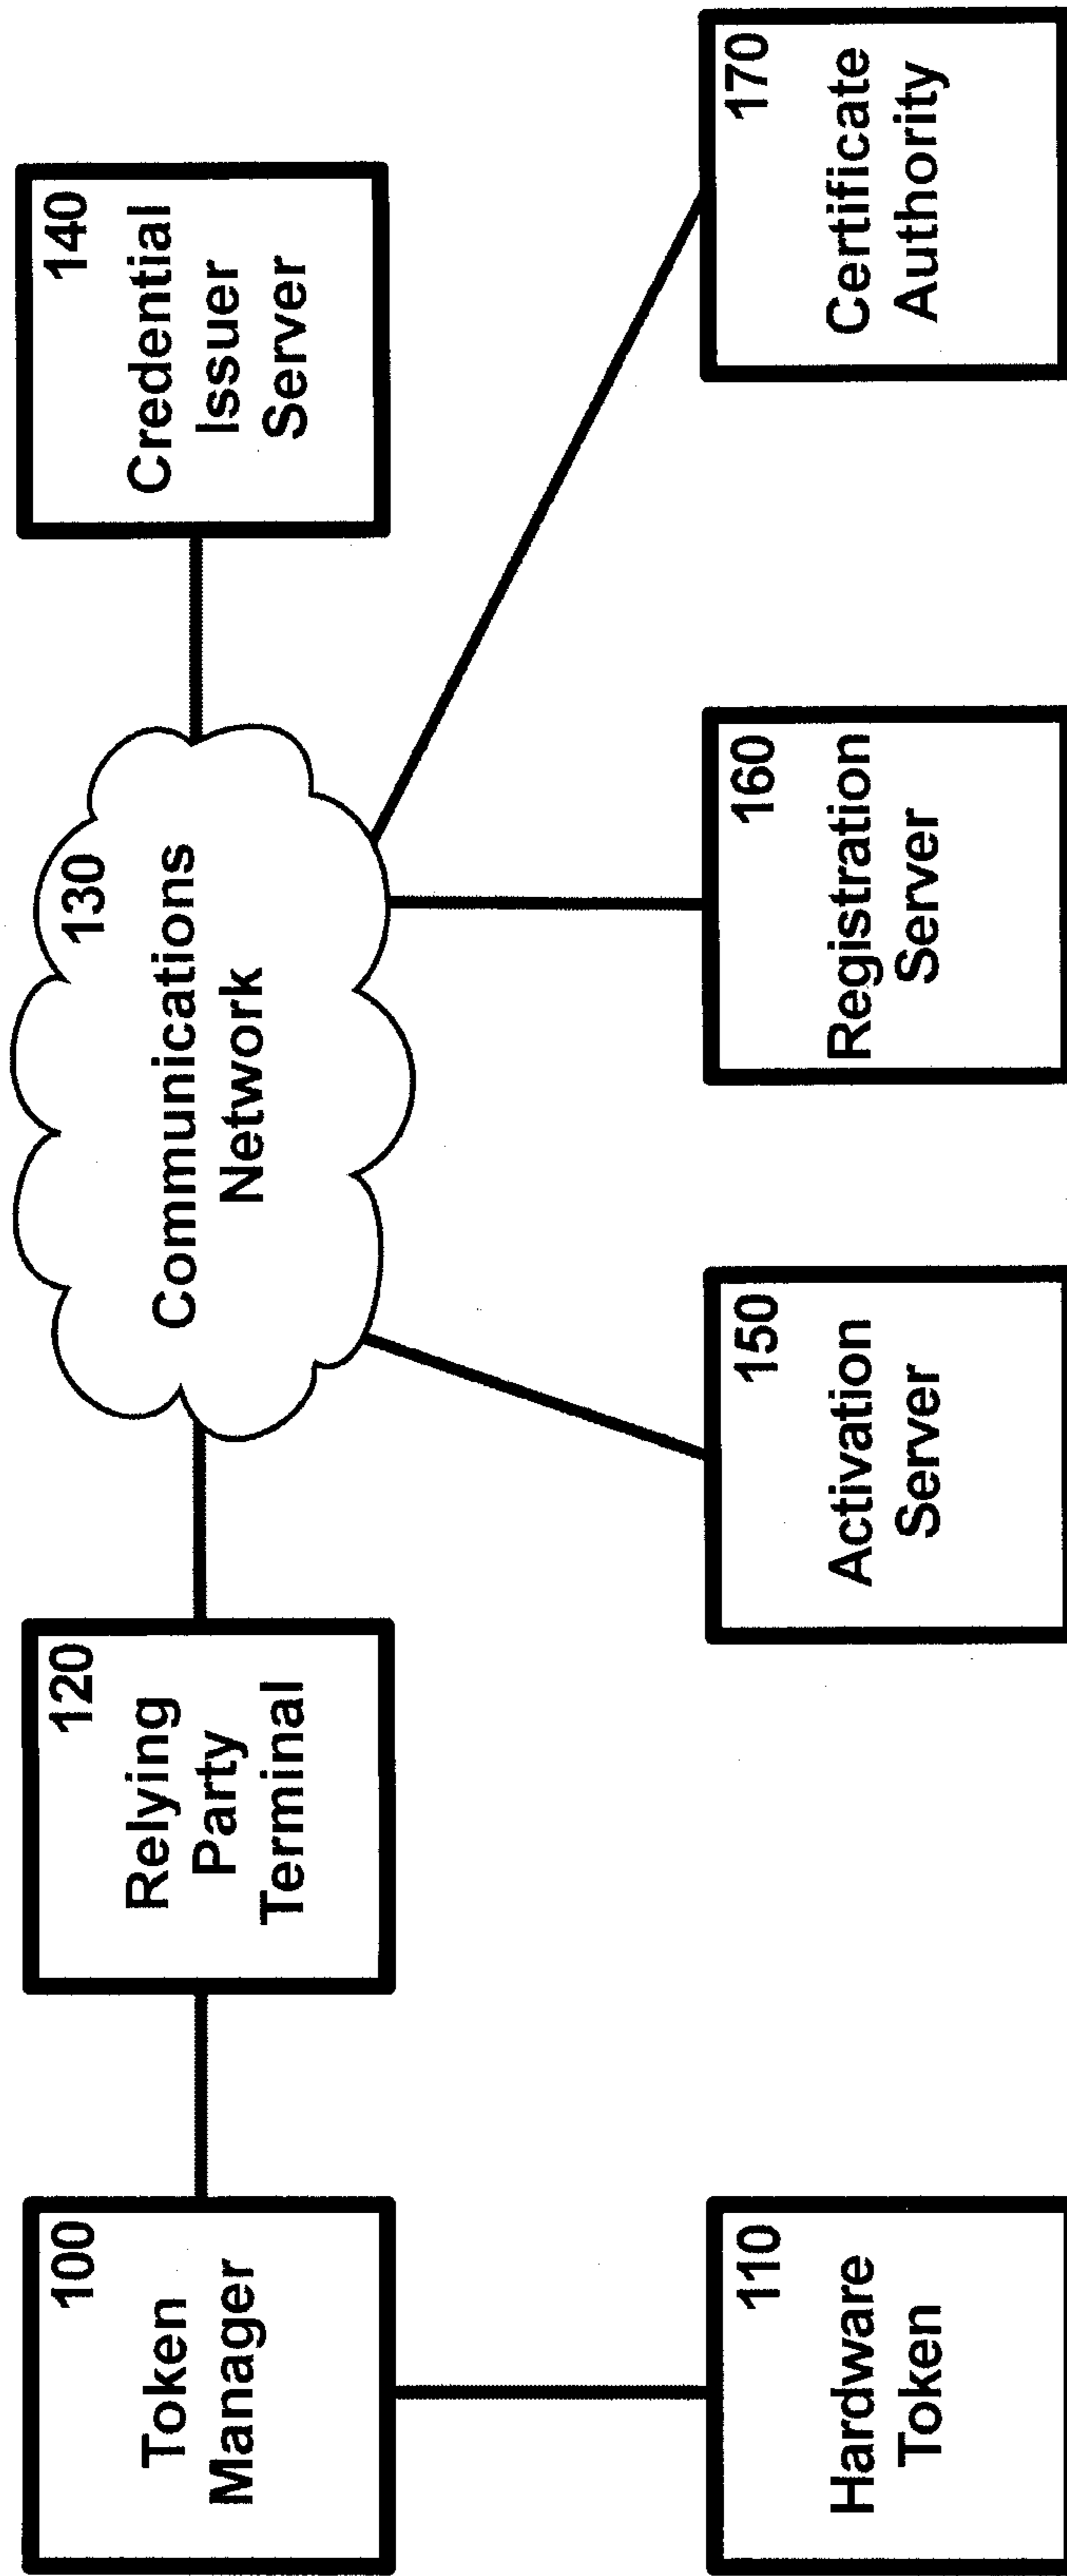 100
Token
Manager
120
Relying
Party
Terminal
130
Communications
Network
140
Credential
Issuer
Server
110
Hardware
Token
150
Activation
Server
160
Registration
Server
170
Certificate
Authority